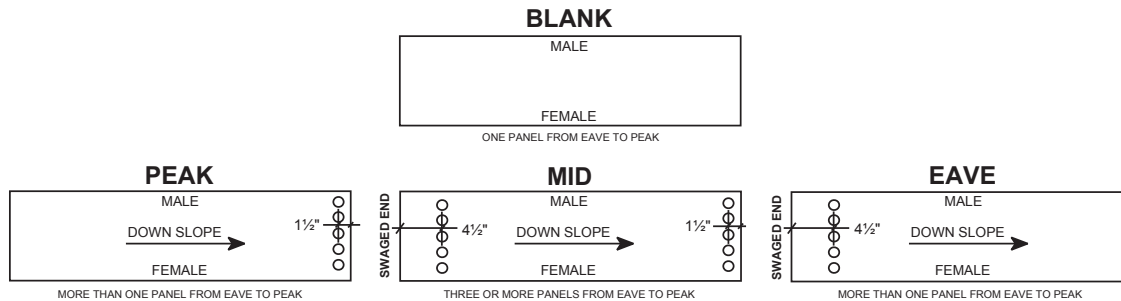 BLANK
MALE
FEMALE
ONE PANEL FROM EAVE TO PEAK
PEAK
MALE
1½"
DOWN SLOPE
FEMALE
MORE THAN ONE PANEL FROM EAVE TO PEAK
MID
SWAGED END
MALE
4½"
DOWN SLOPE
1½"
FEMALE
THREE OR MORE PANELS FROM EAVE TO PEAK
EAVE
SWAGED END
MALE
4½"
DOWN SLOPE
FEMALE
MORE THAN ONE PANEL FROM EAVE TO PEAK